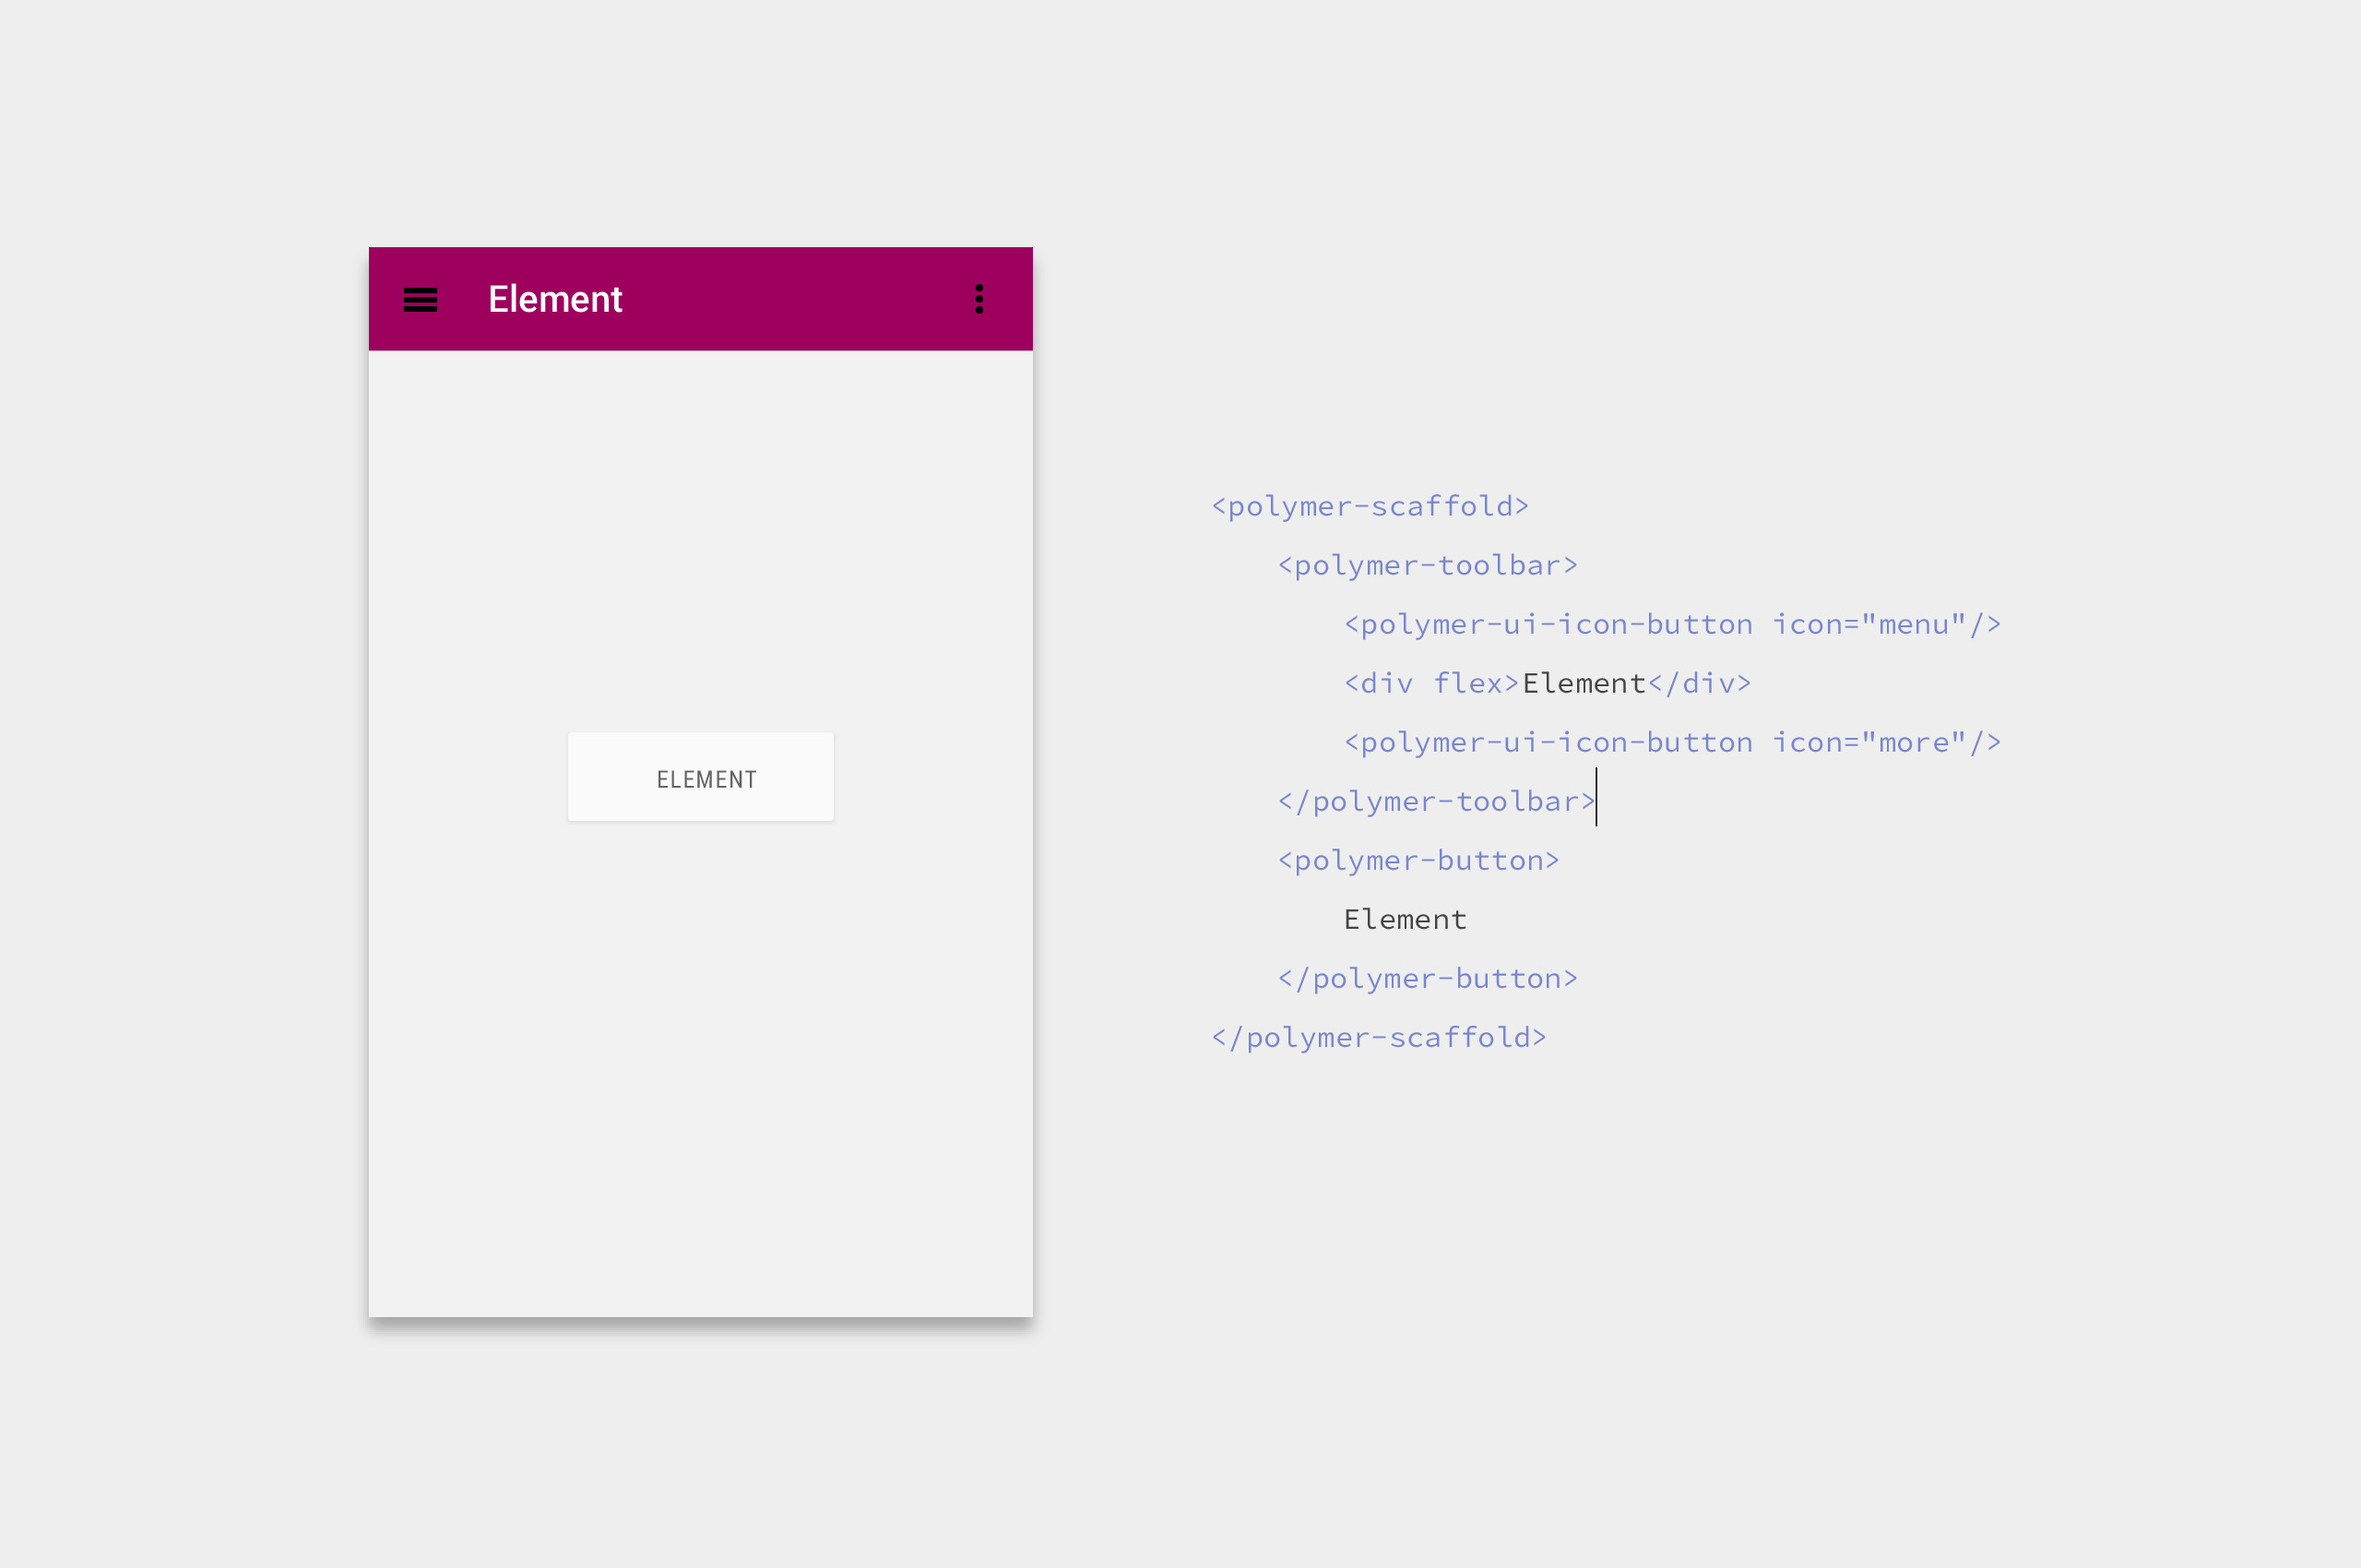 Element
ELEMENT
<polymer-scaffold>
<polymer-toolbar>
<polymer-ui-icon-button icon="menu"/>
<div flex>Element</div>
<polymer-ui-icon-button icon="more"/>
</polymer-toolbar>
<polymer-button>
Element
</polymer-button>
</polymer-scaffold>